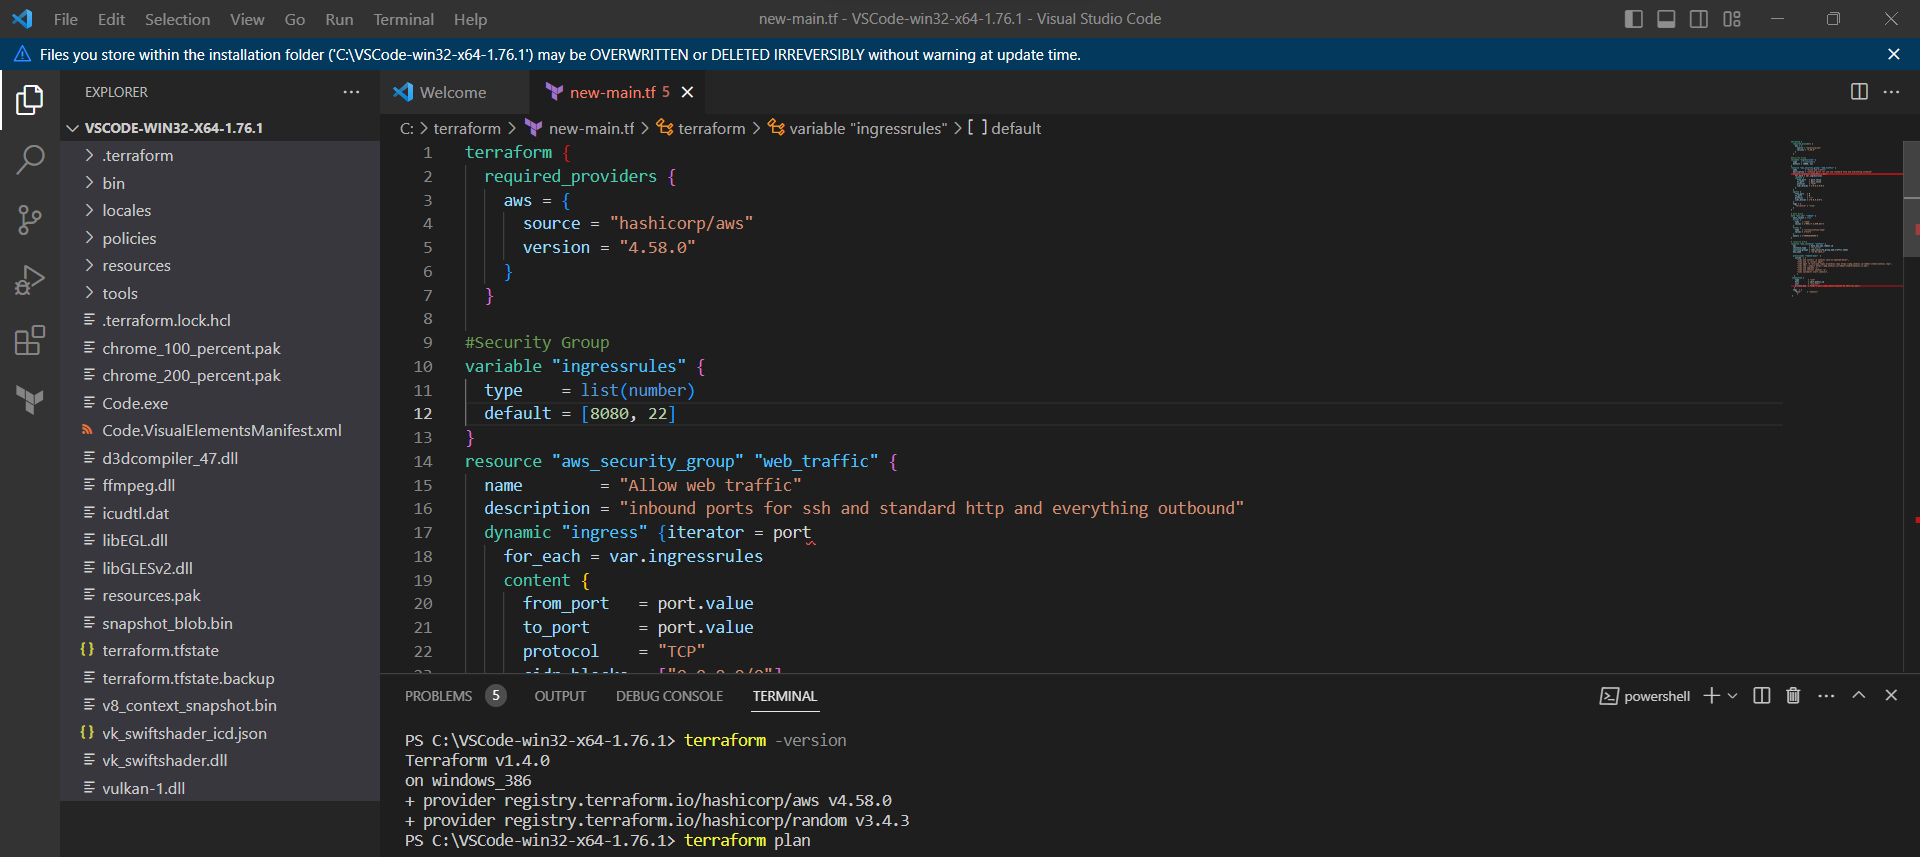 File Edit Selection View Go Run Terminal Help
new-main.tf - VSCode-win32-x64-1.76.1 - Visual Studio Code
Files you store within the installation folder ('C:\VSCode-win32-x64-1.76.1') may be OVERWRITTEN or DELETED IRREVERSIBLY without warning at update time.
EXPLORER
VSCODE-WIN32-X64-1.76.1
.terraform
bin
locales
policies
resources
tools
.terraform.lock.hcl
chrome_100_percent.pak
chrome_200_percent.pak
Code.exe
Code.VisualElementsManifest.xml
d3dcompiler_47.dll
ffmpeg.dll
icudtl.dat
libEGL.dll
libGLESv2.dll
resources.pak
snapshot_blob.bin
terraform.tfstate
terraform.tfstate.backup
v8_context_snapshot.bin
vk_swiftshader_icd.json
vk_swiftshader.dll
vulkan-1.dll
Welcome new-main.tf 5
C: > terraform > new-main.tf > terraform > variable "ingressrules" > [ ] default
1 terraform {
2 required_providers {
3 aws = {
4 source = "hashicorp/aws"
5 version = "4.58.0"
6 }
7 }
8
9 #Security Group
10 variable "ingressrules" {
11 type    = list(number)
12 default = [8080, 22]
13 }
14 resource "aws_security_group" "web_traffic" {
15 name        = "Allow web traffic"
16 description = "inbound ports for ssh and standard http and everything outbound"
17 dynamic "ingress" {iterator = port
18 for_each = var.ingressrules
19 content {
20 from_port   = port.value
21 to_port     = port.value
22 protocol    = "TCP"
23 cidr_blocks = ["0.0.0.0/0"]
PROBLEMS 5 OUTPUT DEBUG CONSOLE TERMINAL
powershell
PS C:\VSCode-win32-x64-1.76.1> terraform -version
Terraform v1.4.0
on windows_386
+ provider registry.terraform.io/hashicorp/aws v4.58.0
+ provider registry.terraform.io/hashicorp/random v3.4.3
PS C:\VSCode-win32-x64-1.76.1> terraform plan